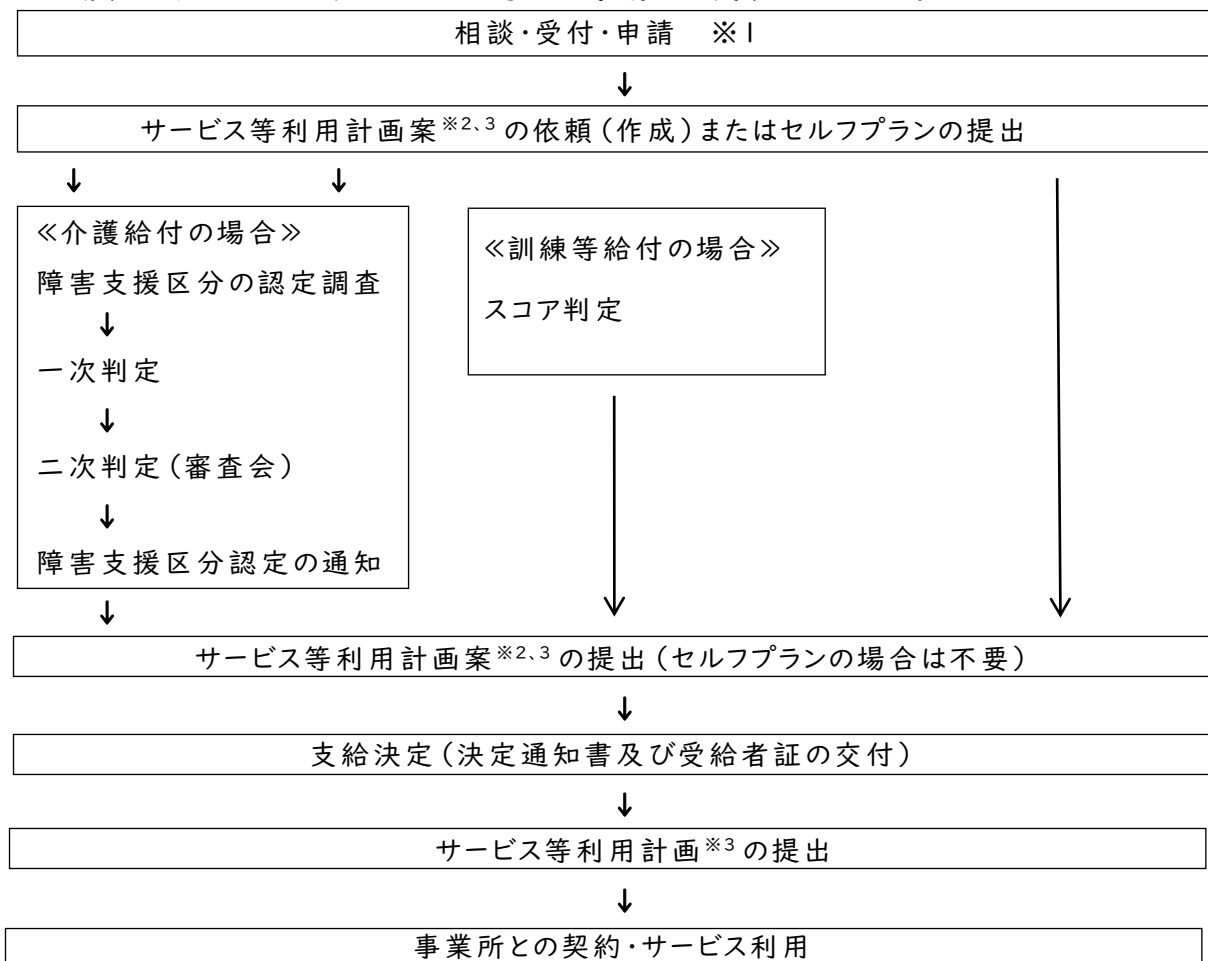 相談・受付・申請 ※1
↓
サービス等利用計画案※2、3の依頼(作成)またはセルフプランの提出
↓ ↓
≪介護給付の場合≫
障害支援区分の認定調査
↓
一次判定
↓
二次判定(審査会)
↓
障害支援区分認定の通知
↓
≪訓練等給付の場合≫
スコア判定
サービス等利用計画案※2、3の提出(セルフプランの場合は不要)
↓
支給決定(決定通知書及び受給者証の交付)
↓
サービス等利用計画※3の提出
↓
事業所との契約・サービス利用